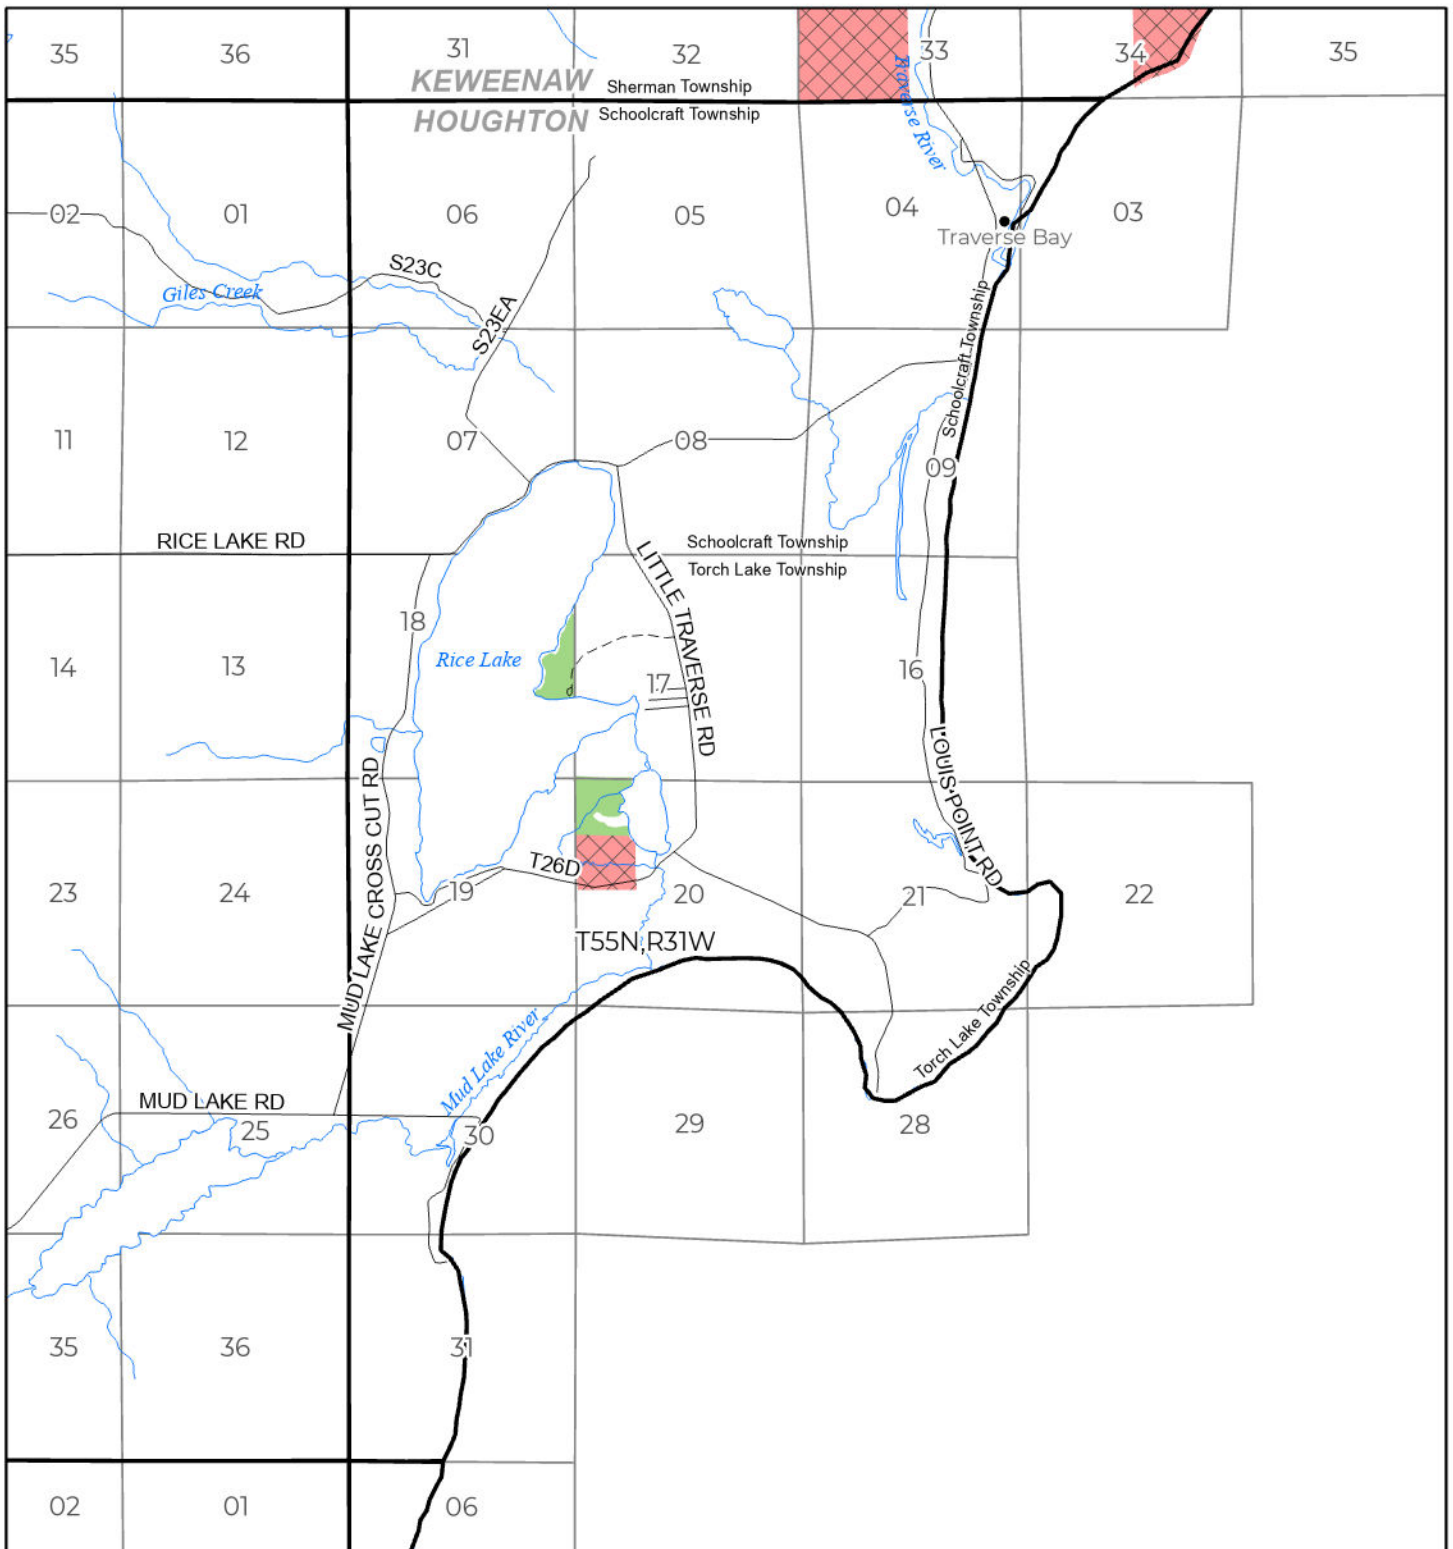 35
36
31
32
33
34
35
KEWEENAW
Sherman Township
HOUGHTON
Schoolcraft Township
Traverse River
02
01
06
05
04
03
Traverse Bay
S23C
Giles Creek
S23EA
Schoolcraft Township
11
12
07
08
09
RICE LAKE RD
Schoolcraft Township
Torch Lake Township
LITTLE TRAVERSE RD
18
Rice Lake
14
13
17
16
LOUIS POINT RD
MUD LAKE CROSS CUT RD
T26D
23
24
19
20
21
22
T55N,R31W
Torch Lake Township
Mud Lake River
MUD LAKE RD
26
25
30
29
28
35
36
31
02
01
06